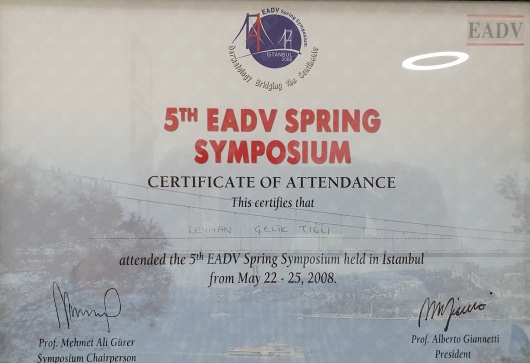 EADV Spring Symposium
ISTANBUL
2008
Dermatology Bridging the Continents
EADV
5TH EADV SPRING
SYMPOSIUM
CERTIFICATE OF ATTENDANCE
This certifies that
attended the 5th EADV Spring Symposium held in Istanbul
from May 22 - 25, 2008.
Prof. Mehmet Ali Gürer
Symposium Chairperson
Prof. Alberto Giannetti
President